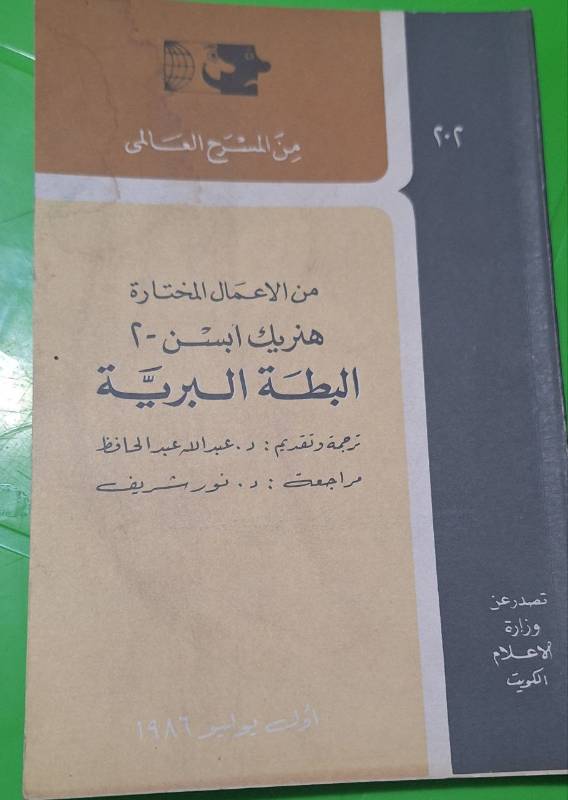 من المسرح العالمى
٢٠٢
من الاعمال المختارة
هنريك ابسن -٢
البطة البرية
ترجمة وتقديم : د. عبدالله عبدالحافظ
مراجعة : د. نور شريف
تصدر عن
وزارة
الاعلام
الكويت
أول يوليو ١٩٨٦